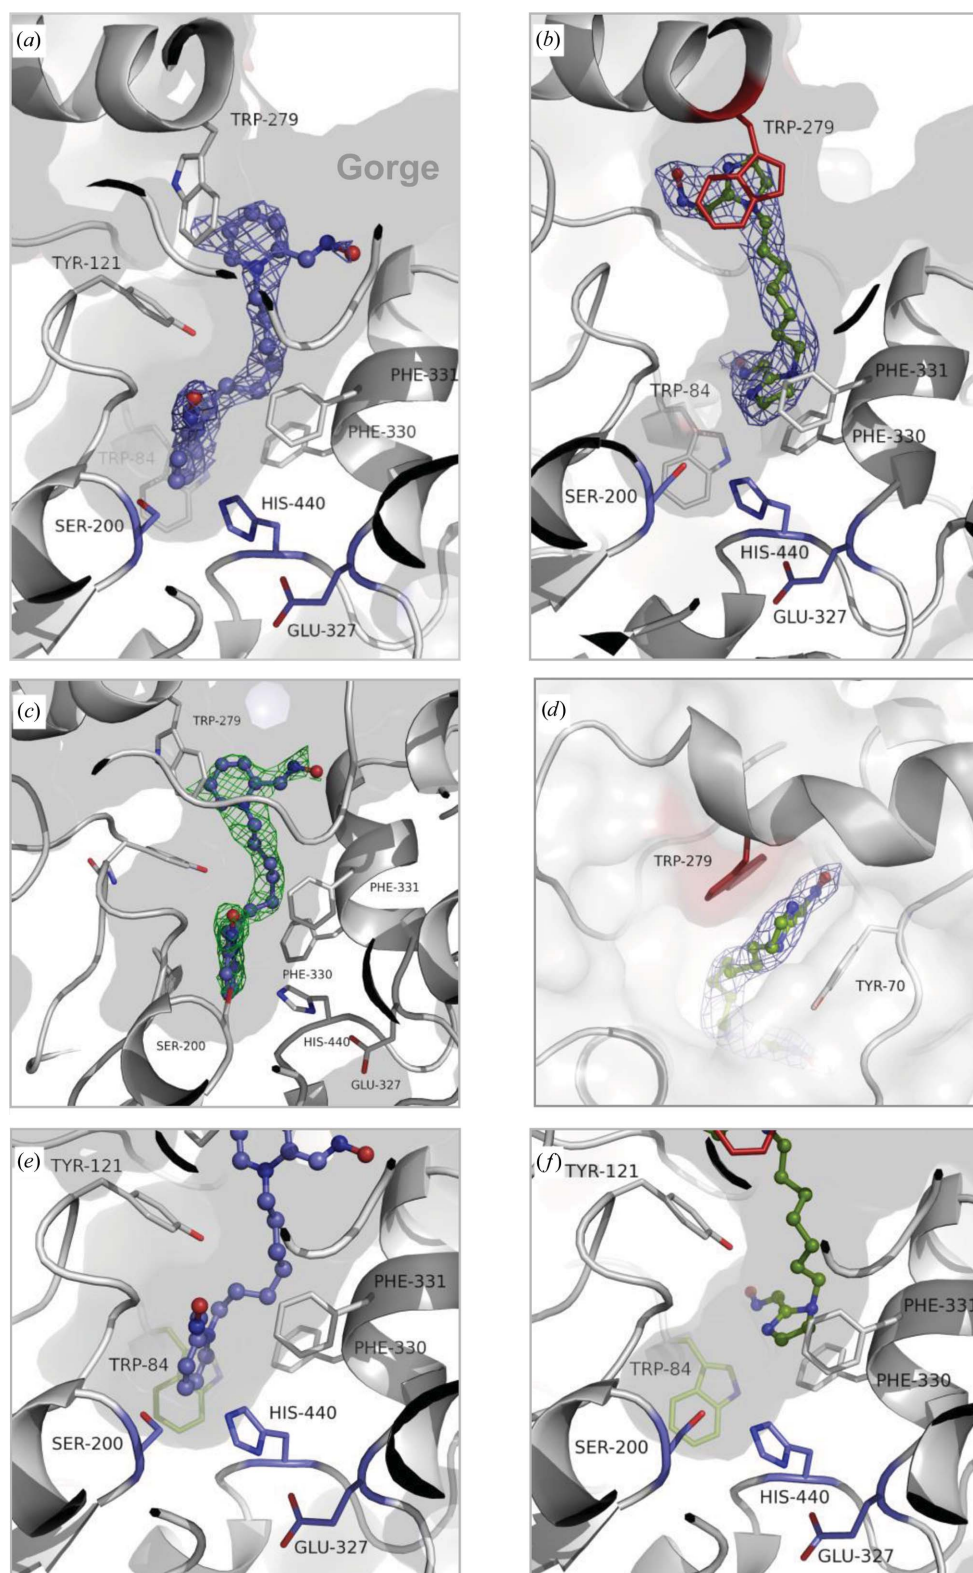 (a)
TRP-279
Gorge
TYR-121
PHE-331
PHE-330
TRP-84
SER-200
HIS-440
GLU-327
(b)
TRP-279
TRP-84
PHE-331
PHE-330
SER-200
HIS-440
GLU-327
(c)
TRP-279
PHE-331
PHE-330
SER-200
HIS-440
GLU-327
(d)
TRP-279
TYR-70
(e)
TYR-121
PHE-331
PHE-330
TRP-84
HIS-440
SER-200
GLU-327
(f)
TYR-121
PHE-331
TRP-84
PHE-330
SER-200
HIS-440
GLU-327